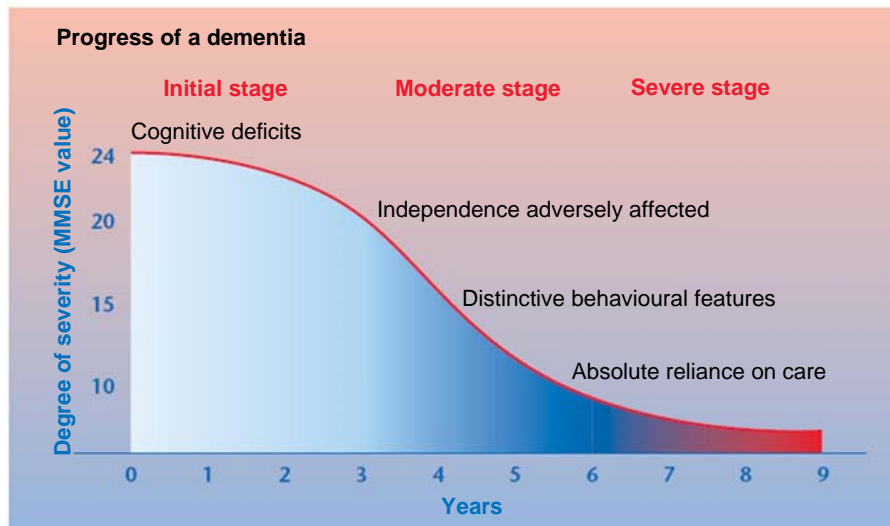 Progress of a dementia
Initial stage
Moderate stage
Severe stage
Cognitive deficits
Independence adversely affected
Distinctive behavioural features
Absolute reliance on care
Degree of severity (MMSE value)
24
20
15
10
0 1 2 3 4 5 6 7 8 9
Years